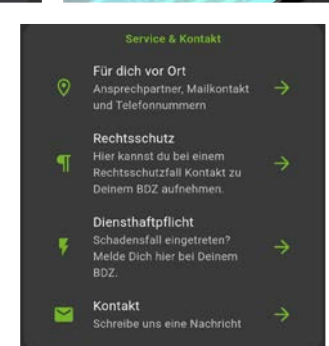 Service & Kontakt
Für dich vor Ort
Ansprechpartner, Mailkontakt
und Telefonnummern
Rechtsschutz
Hier kannst du bei einem
Rechtsschutzfall Kontakt zu
Deinem BDZ aufnehmen.
Diensthaftpflicht
Schadensfall eingetreten?
Melde Dich hier bei Deinem
BDZ.
Kontakt
Schreibe uns eine Nachricht